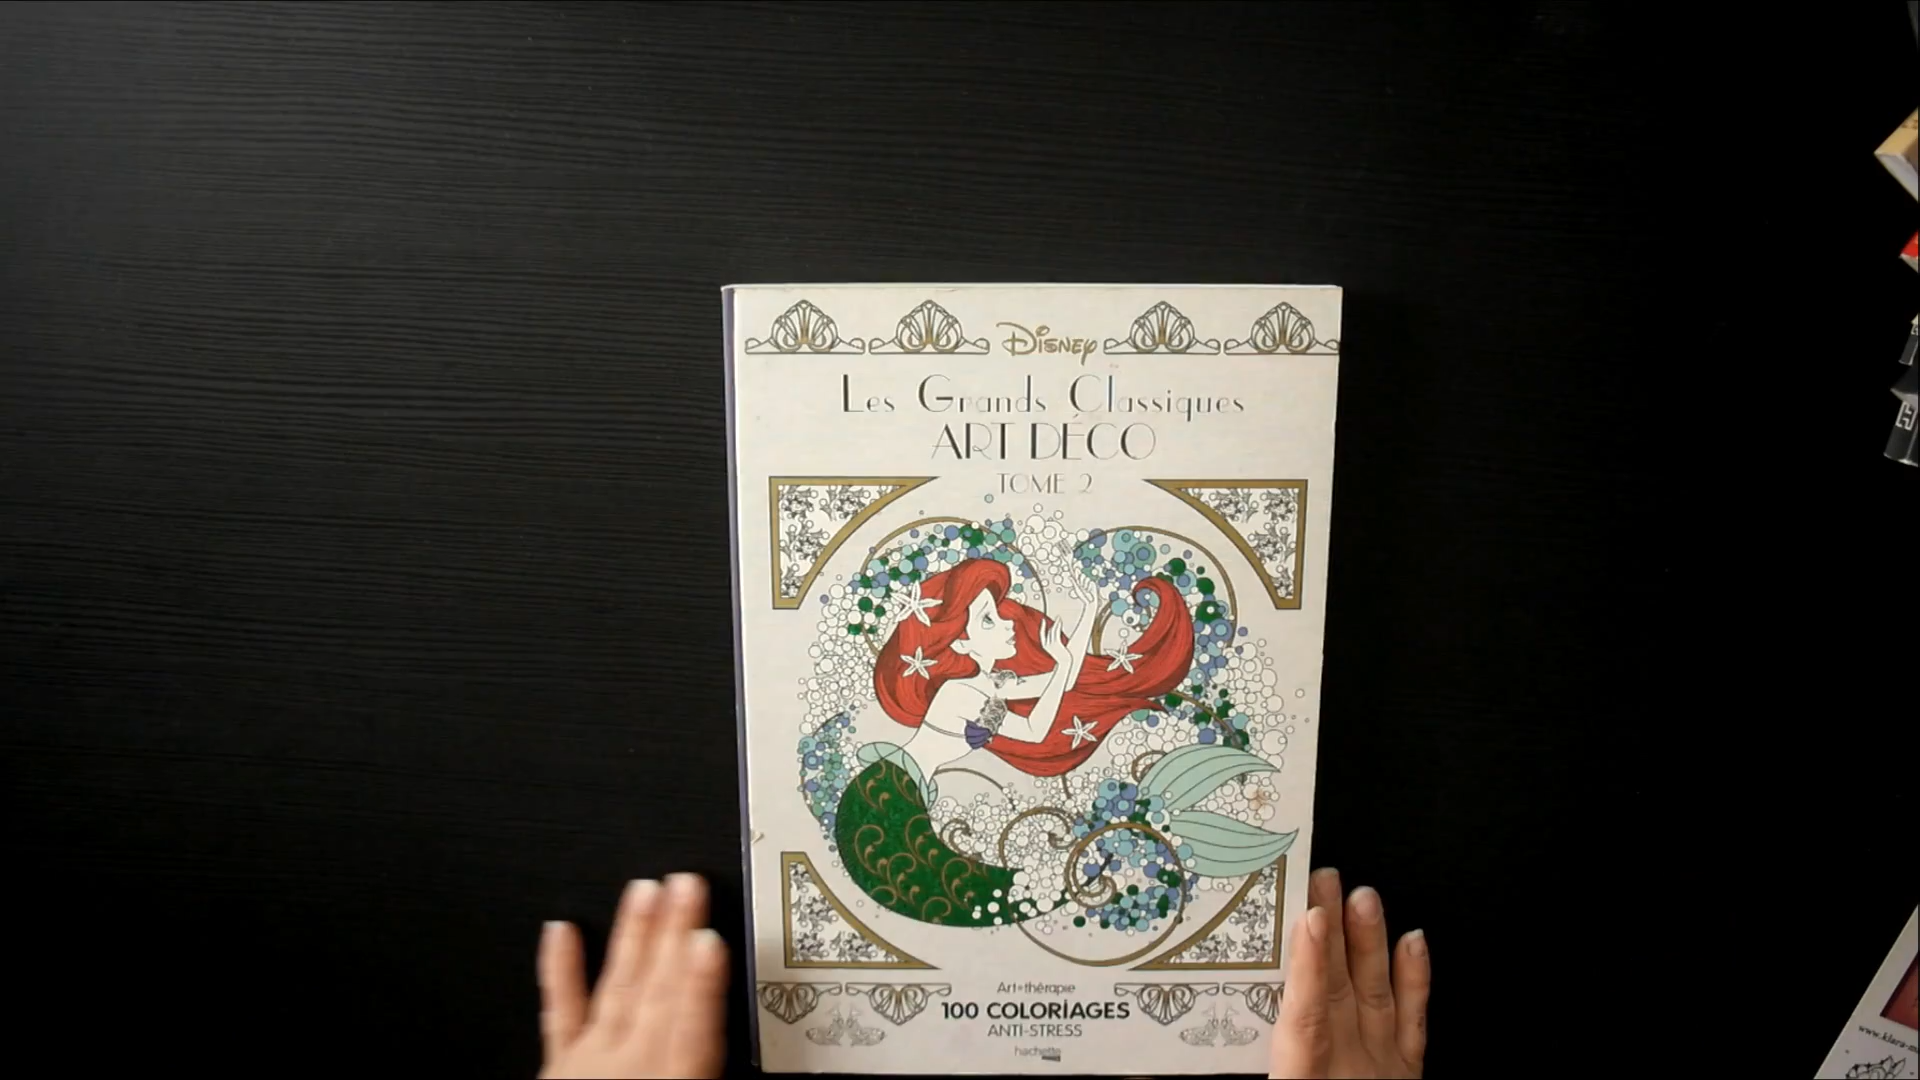 Disney
Les Grands Classiques
ART DÉCO
TOME 2
Art-thérapie
100 COLORIAGES
ANTI-STRESS
hachette